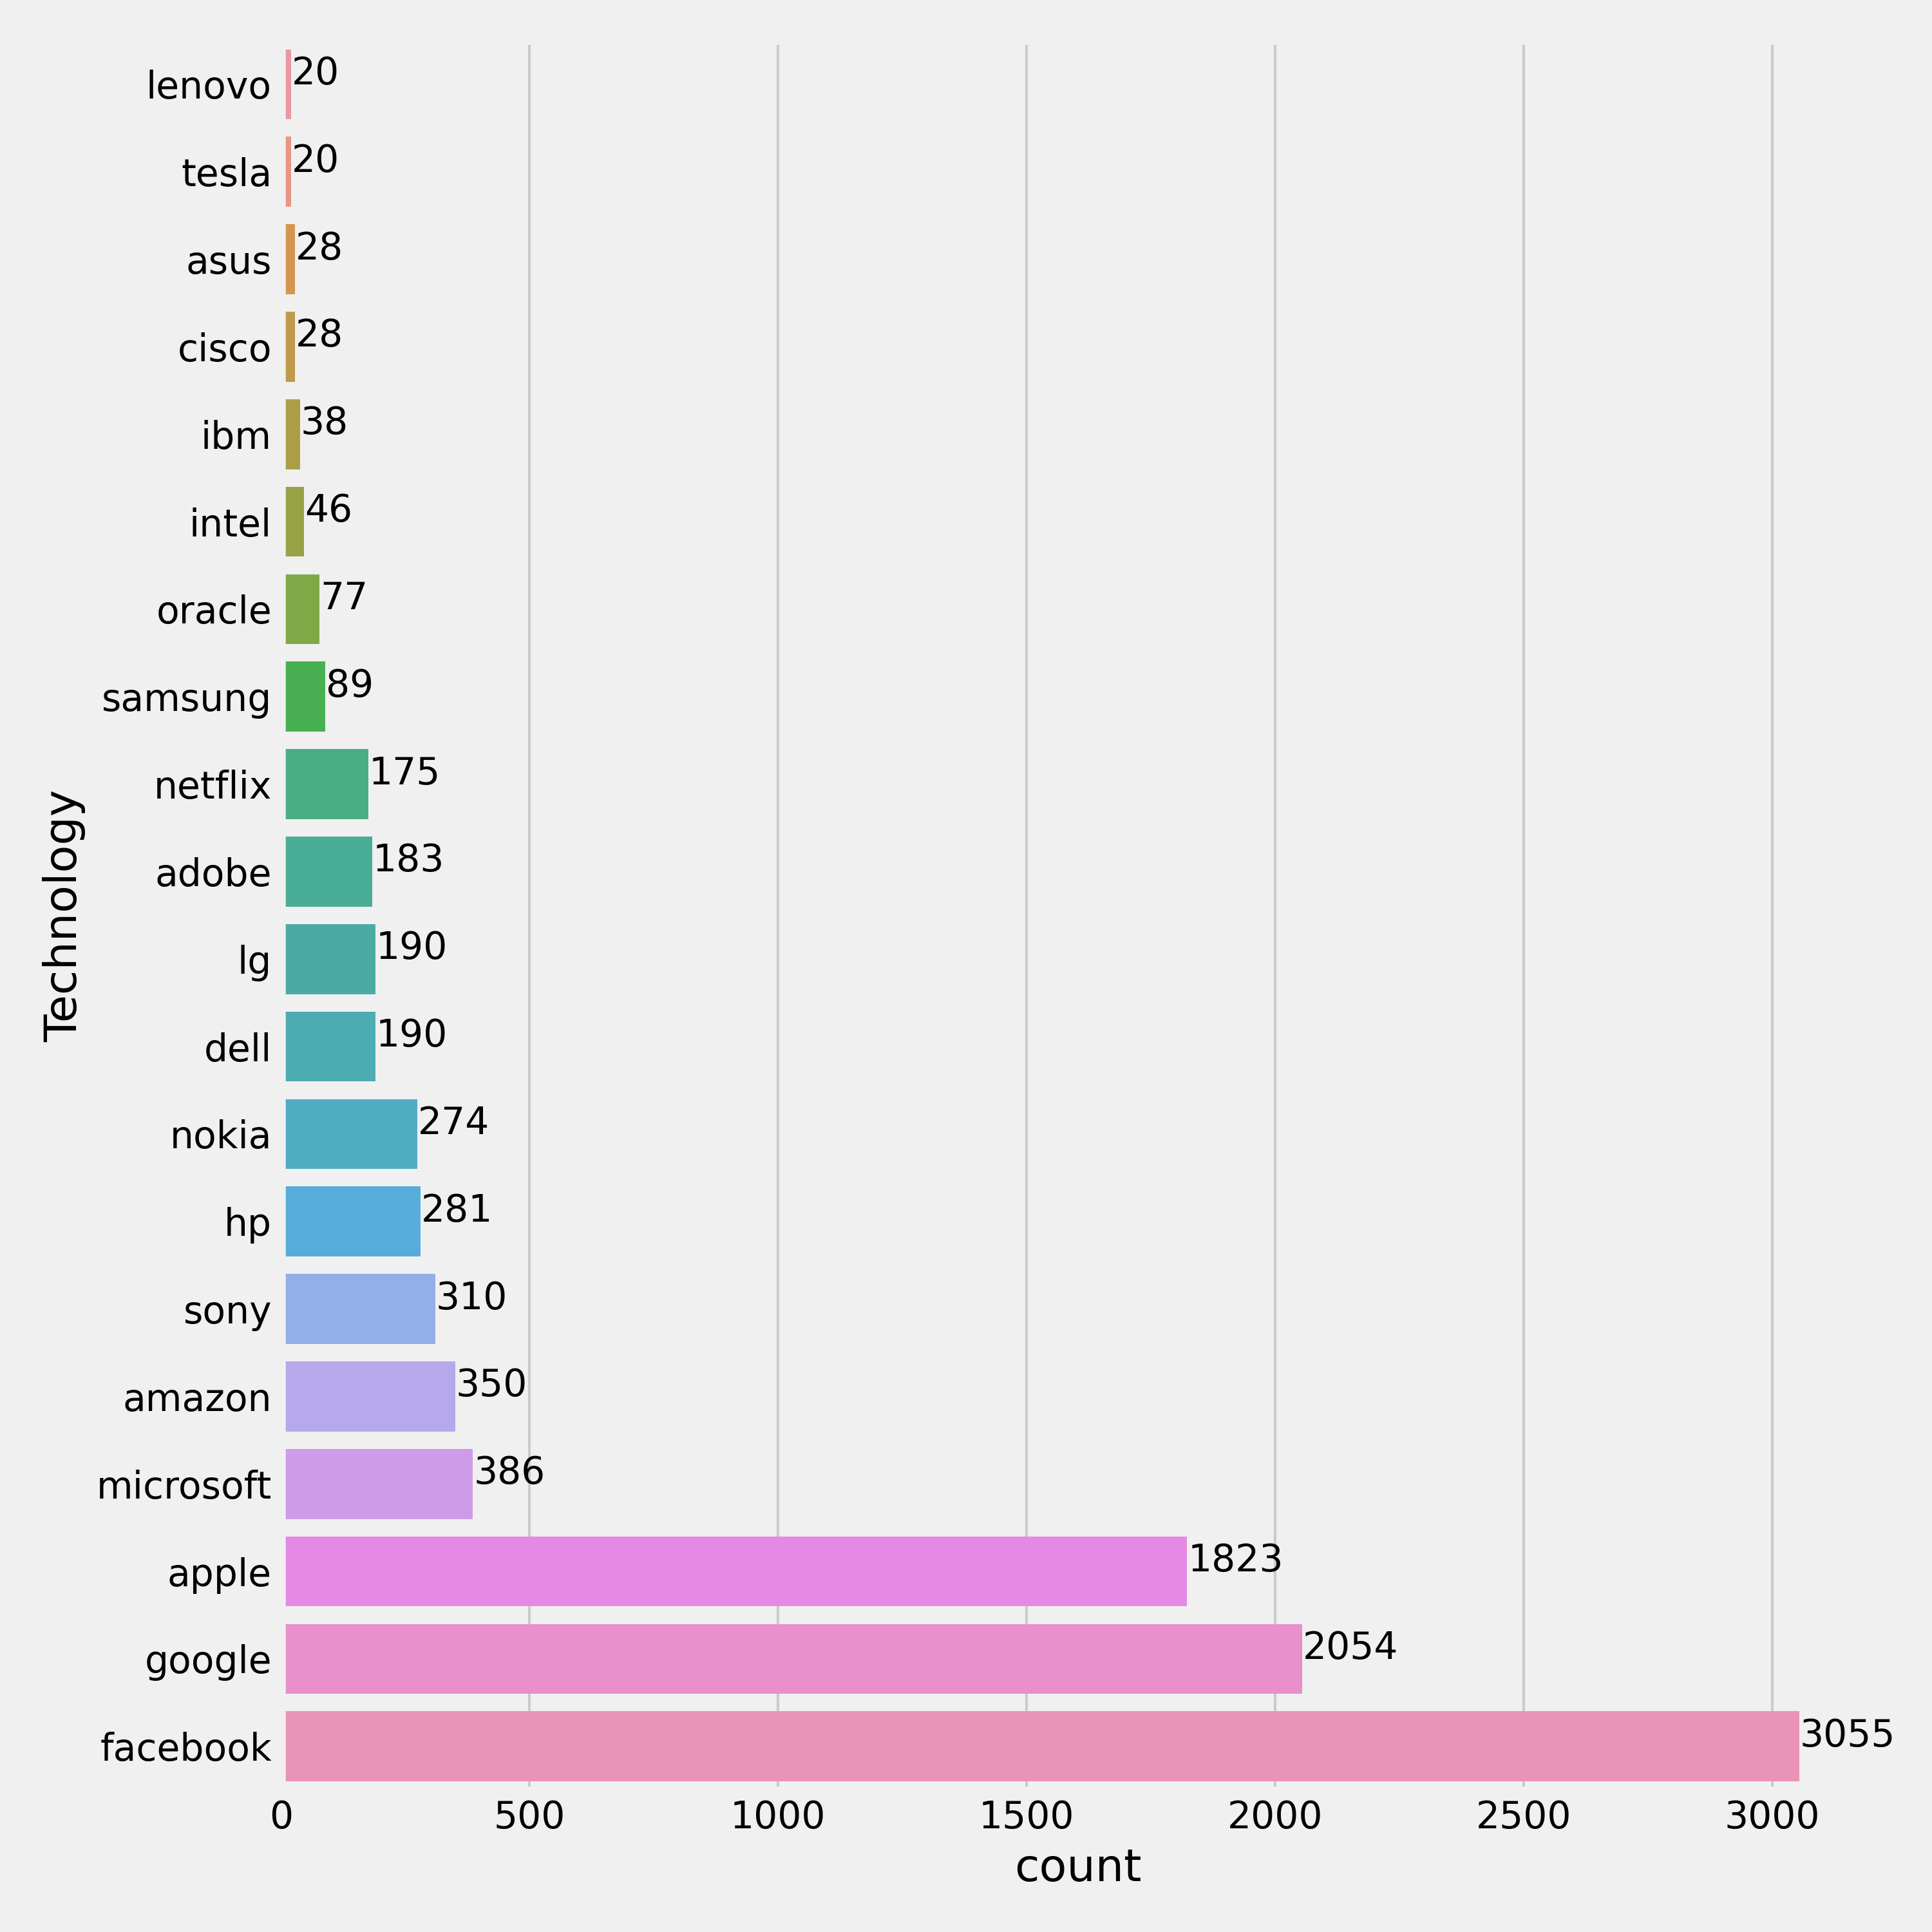 lenovo 20
tesla 20
asus 28
cisco 28
ibm 38
intel 46
oracle 77
samsung 89
netflix 175
adobe 183
lg 190
dell 190
nokia 274
hp 281
sony 310
amazon 350
microsoft 386
apple 1823
google 2054
facebook 3055
0 500 1000 1500 2000 2500 3000
count
Technology